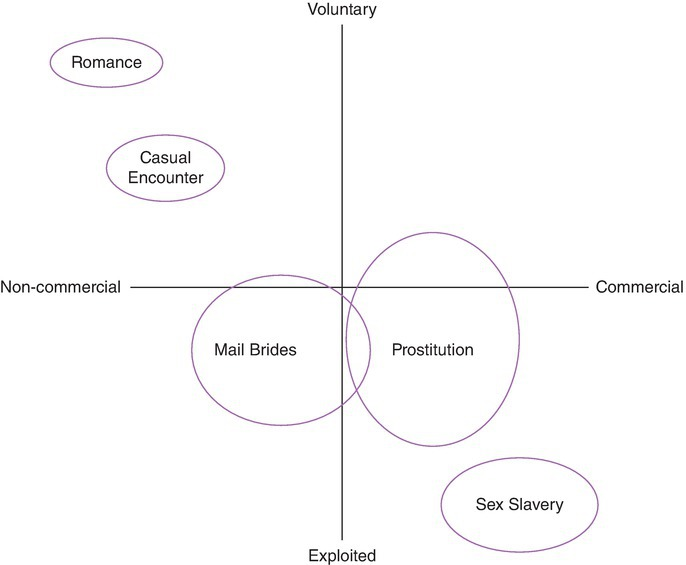 Voluntary
Romance
Casual
Encounter
Non-commercial
Commercial
Mail Brides
Prostitution
Sex Slavery
Exploited